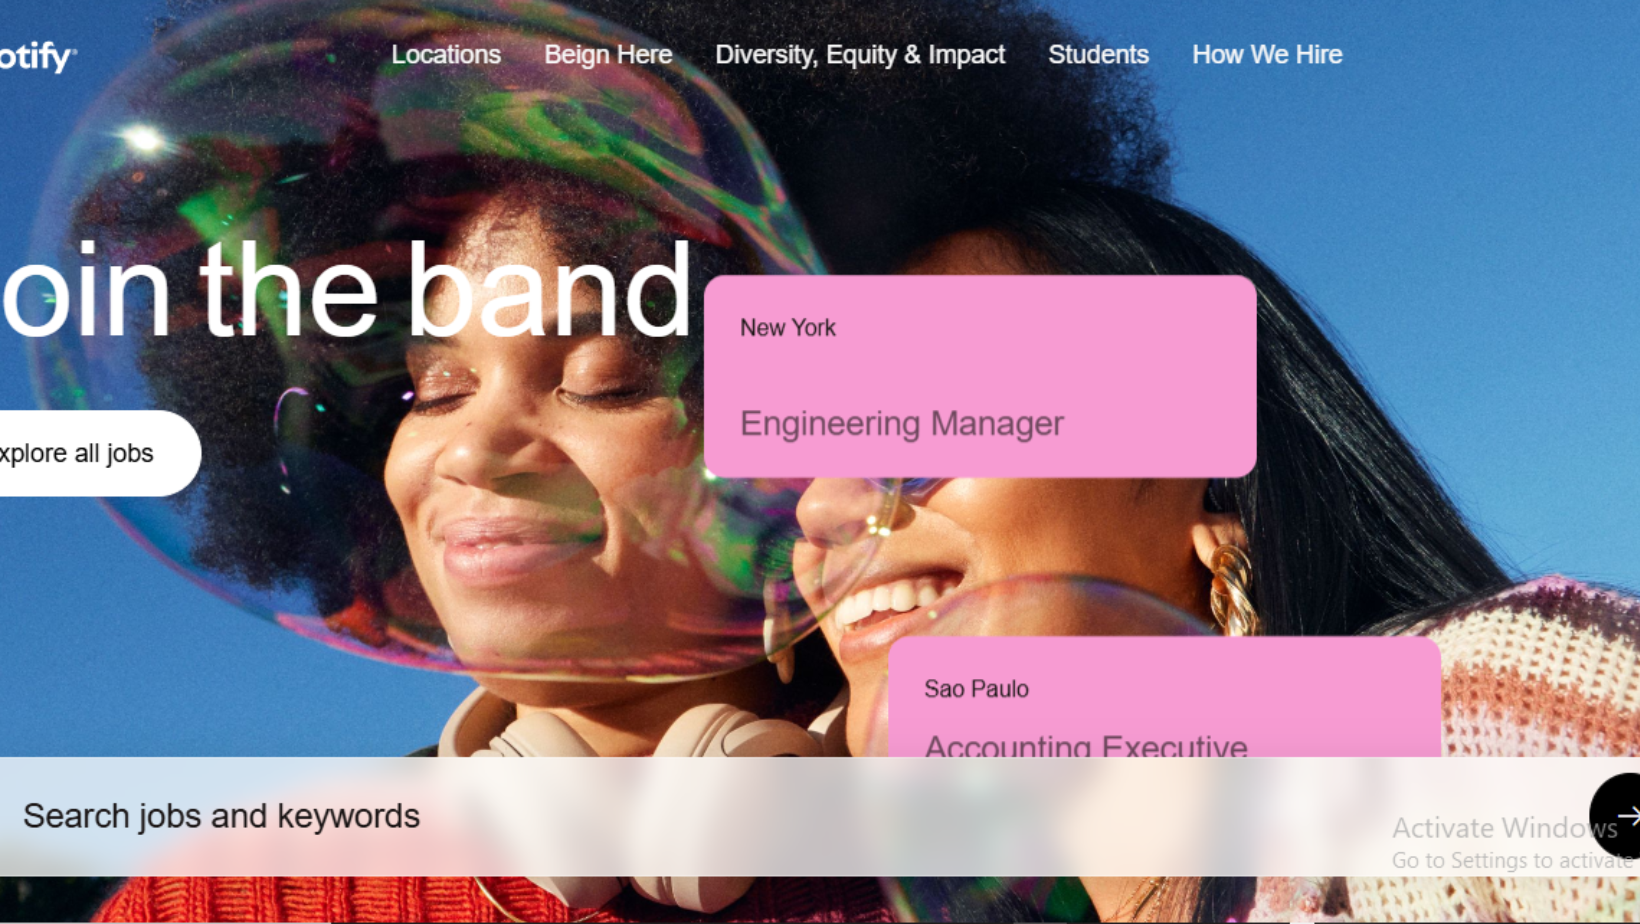 otify
Locations Beign Here Diversity, Equity & Impact Students How We Hire
oin the band
New York
Engineering Manager
xplore all jobs
Sao Paulo
Accounting Executive
Search jobs and keywords
Activate Windows
Go to Settings to activate